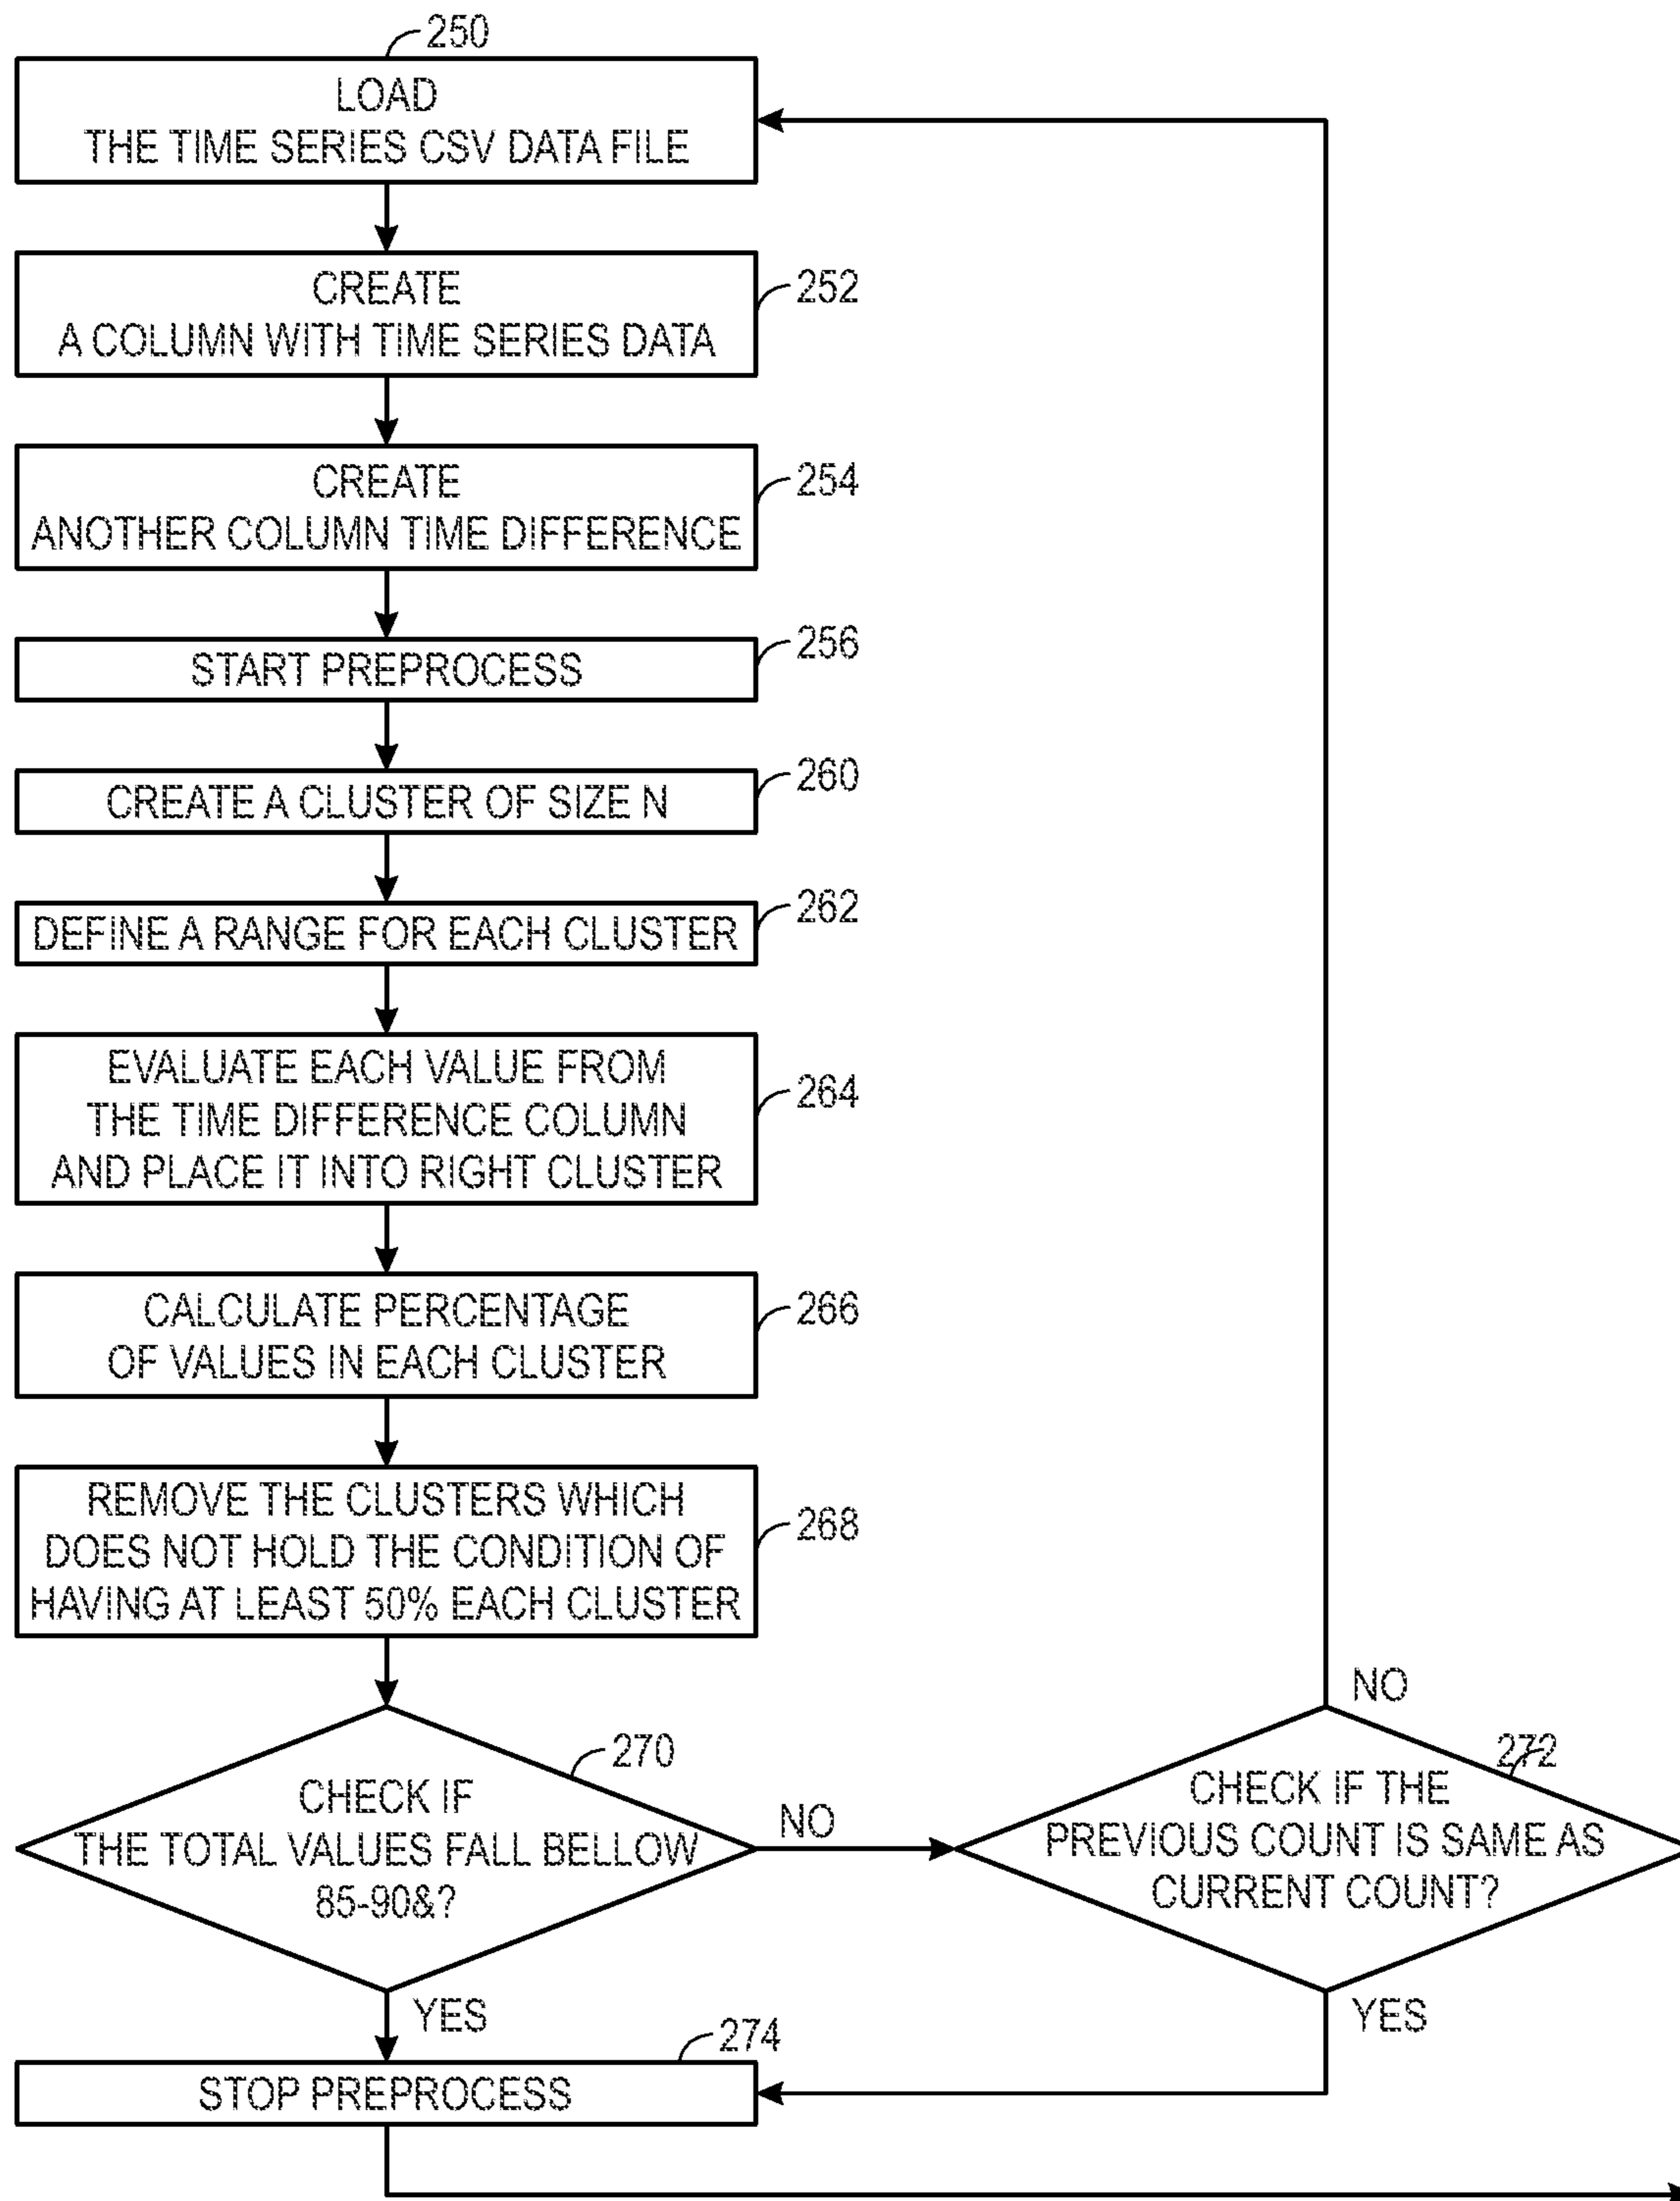 250
LOAD
THE TIME SERIES CSV DATA FILE
CREATE
A COLUMN WITH TIME SERIES DATA
252
CREATE
ANOTHER COLUMN TIME DIFFERENCE
254
START PREPROCESS
256
CREATE A CLUSTER OF SIZE N
260
DEFINE A RANGE FOR EACH CLUSTER
262
EVALUATE EACH VALUE FROM
THE TIME DIFFERENCE COLUMN
AND PLACE IT INTO RIGHT CLUSTER
264
CALCULATE PERCENTAGE
OF VALUES IN EACH CLUSTER
266
REMOVE THE CLUSTERS WHICH
DOES NOT HOLD THE CONDITION OF
HAVING AT LEAST 50% EACH CLUSTER
268
270
CHECK IF
THE TOTAL VALUES FALL BELLOW
85-90&?
NO
YES
NO
272
CHECK IF THE
PREVIOUS COUNT IS SAME AS
CURRENT COUNT?
YES
274
STOP PREPROCESS